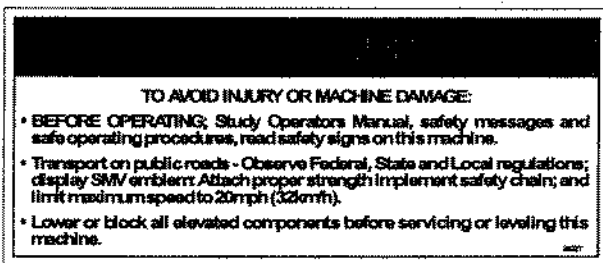 TO AVOID INJURY OR MACHINE DAMAGE:
• BEFORE OPERATING; Study Operators Manual, safety messages and
safe operating procedures, read safety signs on this machine.
• Transport on public roads - Observe Federal, State and Local regulations;
display SMV emblem. Attach proper strength implement safety chain; and
limit maximum speed to 20mph (32km/h).
• Lower or block all elevated components before servicing or leveling this
machine.